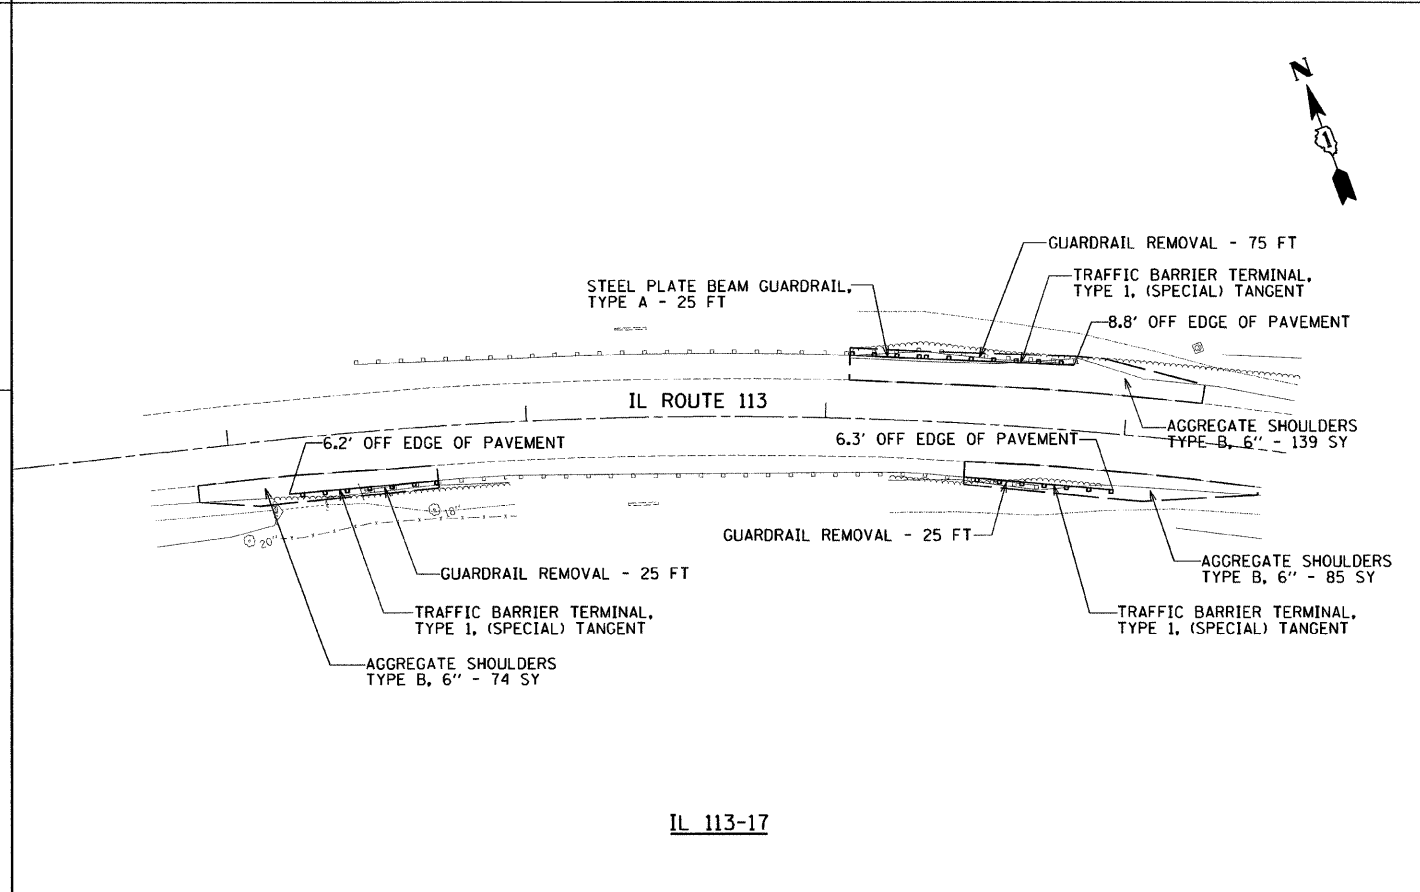 N
1
GUARDRAIL REMOVAL - 75 FT
TRAFFIC BARRIER TERMINAL,
TYPE 1, (SPECIAL) TANGENT
STEEL PLATE BEAM GUARDRAIL,
TYPE A - 25 FT
8.8' OFF EDGE OF PAVEMENT
IL ROUTE 113
AGGREGATE SHOULDERS
TYPE B, 6" - 139 SY
6.2' OFF EDGE OF PAVEMENT
6.3' OFF EDGE OF PAVEMENT
18"
20"
GUARDRAIL REMOVAL - 25 FT
AGGREGATE SHOULDERS
TYPE B, 6" - 85 SY
GUARDRAIL REMOVAL - 25 FT
TRAFFIC BARRIER TERMINAL,
TYPE 1, (SPECIAL) TANGENT
TRAFFIC BARRIER TERMINAL,
TYPE 1, (SPECIAL) TANGENT
AGGREGATE SHOULDERS
TYPE B, 6" - 74 SY
IL 113-17